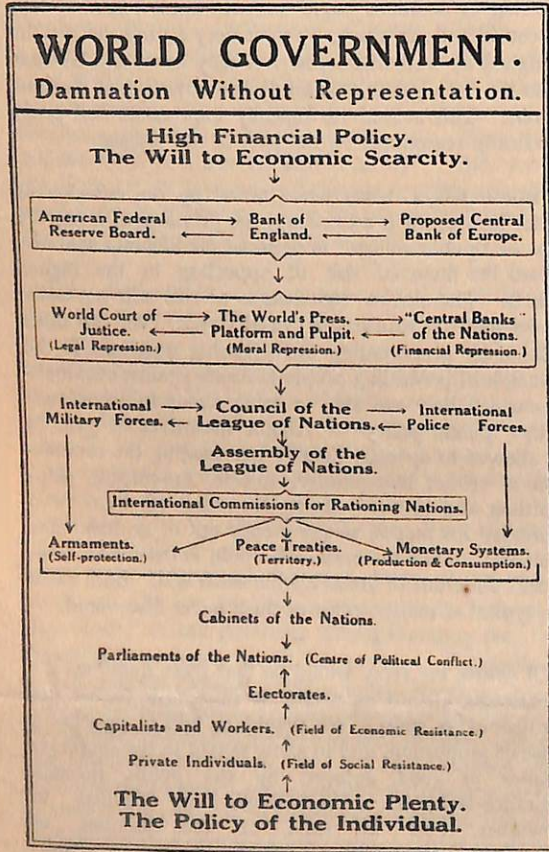 WORLD GOVERNMENT.
Damnation Without Representation.
High Financial Policy.
The Will to Economic Scarcity.
American Federal Reserve Board.
Bank of England.
Proposed Central Bank of Europe.
World Court of Justice.
(Legal Repression.)
The World's Press, Platform and Pulpit.
(Moral Repression.)
"Central Banks" of the Nations.
(Financial Repression.)
International Military Forces.
Council of the League of Nations.
International Police Forces.
Assembly of the
League of Nations.
International Commissions for Rationing Nations.
Armaments.
(Self-protection.)
Peace Treaties.
(Territory.)
Monetary Systems.
(Production & Consumption.)
Cabinets of the Nations.
Parliaments of the Nations. (Centre of Political Conflict.)
Electorates.
Capitalists and Workers. (Field of Economic Resistance.)
Private Individuals. (Field of Social Resistance.)
The Will to Economic Plenty.
The Policy of the Individual.